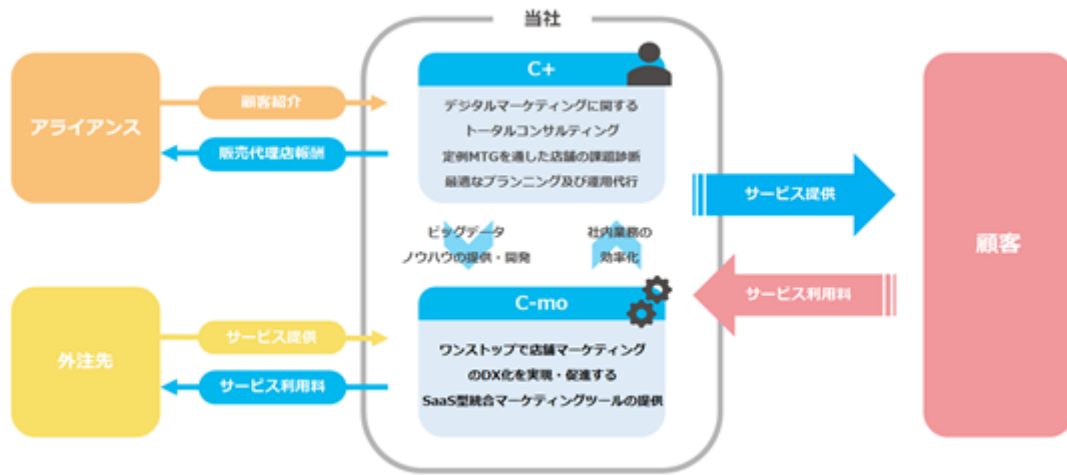 当社
アライアンス
顧客紹介
販売代理店報酬
C+
デジタルマーケティングに関する
トータルコンサルティング
定例MTGを通した店舗の課題診断
最適なプランニング及び運用代行
ビッグデータ
ノウハウの提供・開発
社内業務の
効率化
外注先
サービス提供
サービス利用料
C-mo
ワンストップで店舗マーケティング
のDX化を実現・促進する
SaaS型統合マーケティングツールの提供
サービス提供
サービス利用料
顧客